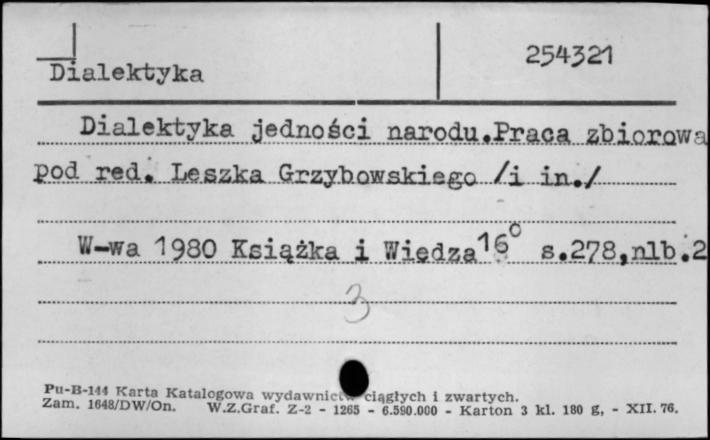 254321
Dialektyka
Dialektyka jedności narodu.Praca zbiorowa
pod red. Leszka Grzybowskiego /i in./
W-wa 1980 Książka i Wiedza 16° s.278,nlb.2
3
Pu-B-144 Karta Katalogowa wydawnictw ciągłych i zwartych.
Zam. 1648/DW/On. W.Z.Graf. Z-2 - 1265 - 6.590.000 - Karton 3 kl. 180 g, - XII. 76.